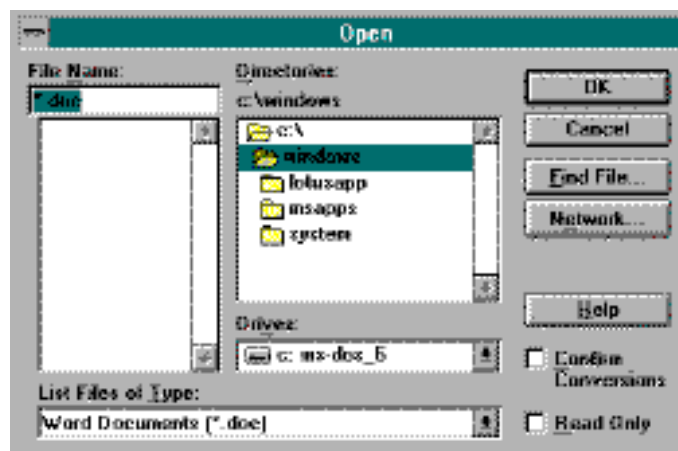 Open
File Name:
*.doc
Directories:
c:\windows
c:\
windows
lotusapp
msapps
system
Drives:
c: ms-dos_5
List Files of Type:
Word Documents (*.doc)
OK
Cancel
Find File...
Network...
Help
Confirm
Conversions
Read Only